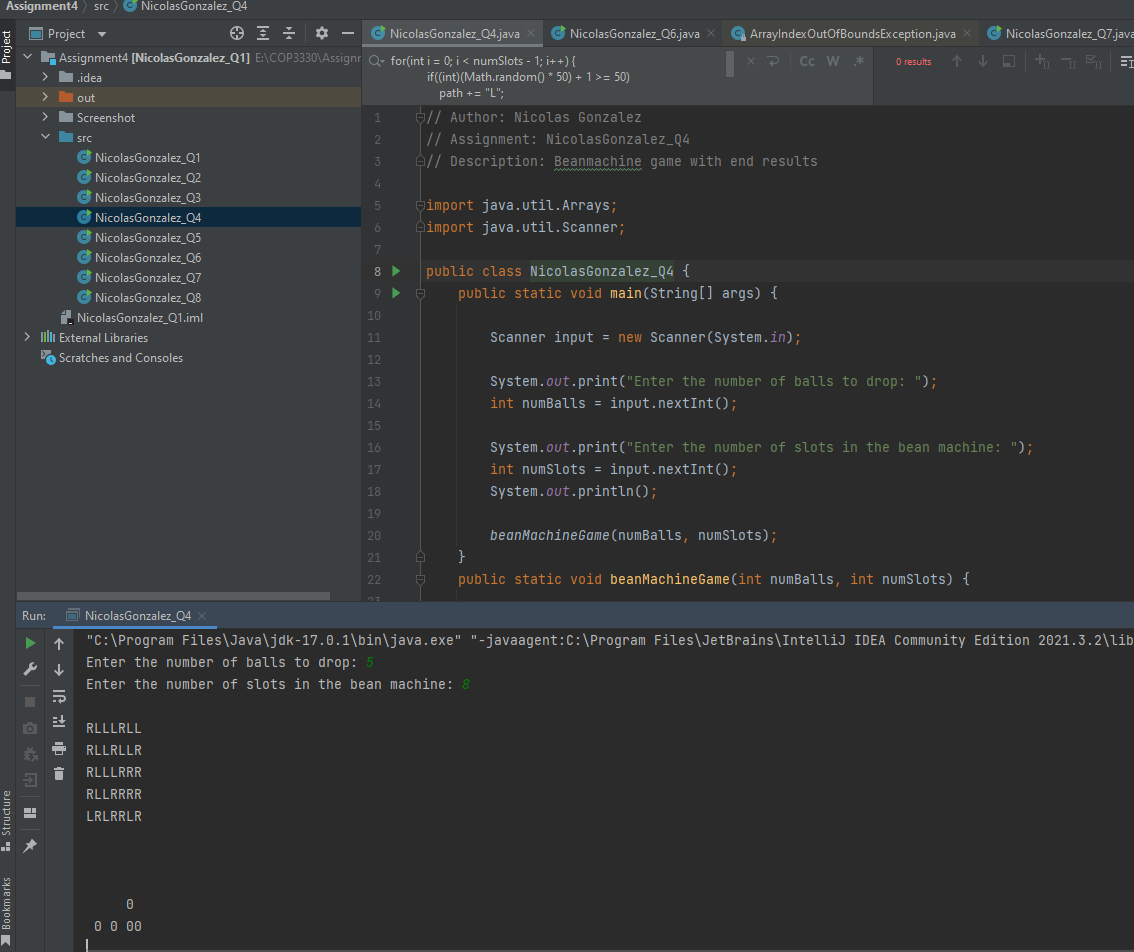 Assignment4 src NicolasGonzalez_Q4
Project
Project
NicolasGonzalez_Q4.java
NicolasGonzalez_Q6.java
ArrayIndexOutOfBoundsException.java
NicolasGonzalez_Q7.java
Assignment4 [NicolasGonzalez_Q1] E:\COP3330\Assignr
.idea
out
Screenshot
src
NicolasGonzalez_Q1
NicolasGonzalez_Q2
NicolasGonzalez_Q3
NicolasGonzalez_Q4
NicolasGonzalez_Q5
NicolasGonzalez_Q6
NicolasGonzalez_Q7
NicolasGonzalez_Q8
NicolasGonzalez_Q1.iml
External Libraries
Scratches and Consoles
for(int i = 0; i < numSlots - 1; i++) {
if((int)(Math.random() * 50) + 1 >= 50)
path += "L";
Cc W .*
0 results
1 // Author: Nicolas Gonzalez
2 // Assignment: NicolasGonzalez_Q4
3 // Description: Beanmachine game with end results
4
5 import java.util.Arrays;
6 import java.util.Scanner;
7
8 public class NicolasGonzalez_Q4 {
9 public static void main(String[] args) {
10
11 Scanner input = new Scanner(System.in);
12
13 System.out.print("Enter the number of balls to drop: ");
14 int numBalls = input.nextInt();
15
16 System.out.print("Enter the number of slots in the bean machine: ");
17 int numSlots = input.nextInt();
18 System.out.println();
19
20 beanMachineGame(numBalls, numSlots);
21 }
22 public static void beanMachineGame(int numBalls, int numSlots) {
23
Run: NicolasGonzalez_Q4
"C:\Program Files\Java\jdk-17.0.1\bin\java.exe" "-javaagent:C:\Program Files\JetBrains\IntelliJ IDEA Community Edition 2021.3.2\lib
Enter the number of balls to drop: 5
Enter the number of slots in the bean machine: 8
RLLLRLL
RLLRLLR
RLLLRRR
RLLRRRR
LRLRRLR
0
0 0 00
Structure
Bookmarks